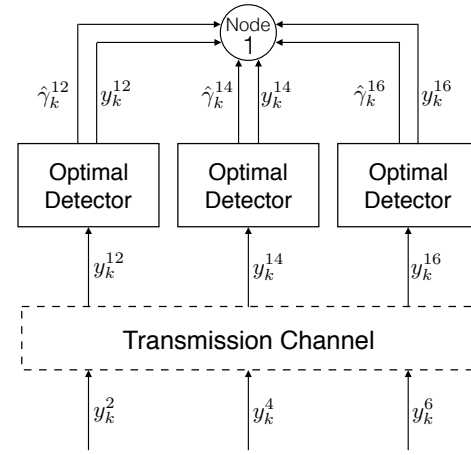 Node
1
γ̂_k^{12} y_k^{12} γ̂_k^{14} y_k^{14} γ̂_k^{16} y_k^{16}
Optimal Detector
Optimal Detector
Optimal Detector
y_k^{12} y_k^{14} y_k^{16}
Transmission Channel
y_k^2 y_k^4 y_k^6